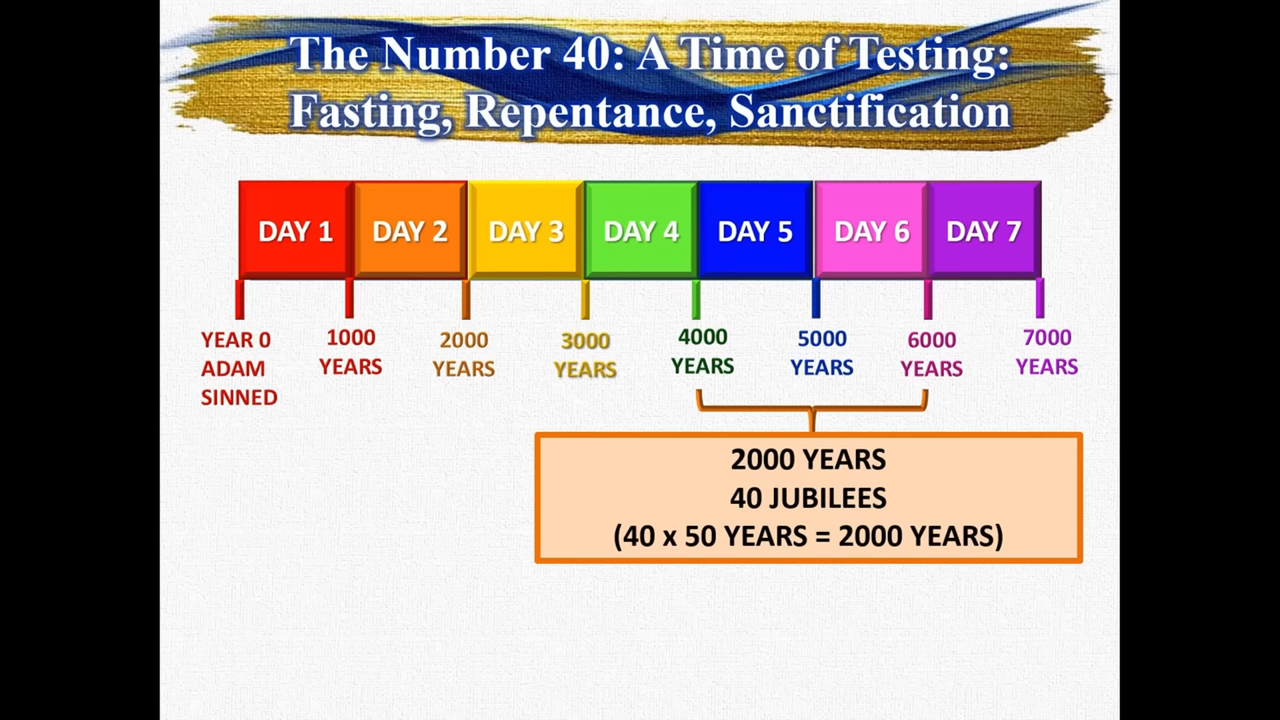 The Number 40: A Time of Testing:
Fasting, Repentance, Sanctification
DAY 1 DAY 2 DAY 3 DAY 4 DAY 5 DAY 6 DAY 7
YEAR 0
ADAM
SINNED
1000
YEARS
2000
YEARS
3000
YEARS
4000
YEARS
5000
YEARS
6000
YEARS
7000
YEARS
2000 YEARS
40 JUBILEES
(40 x 50 YEARS = 2000 YEARS)